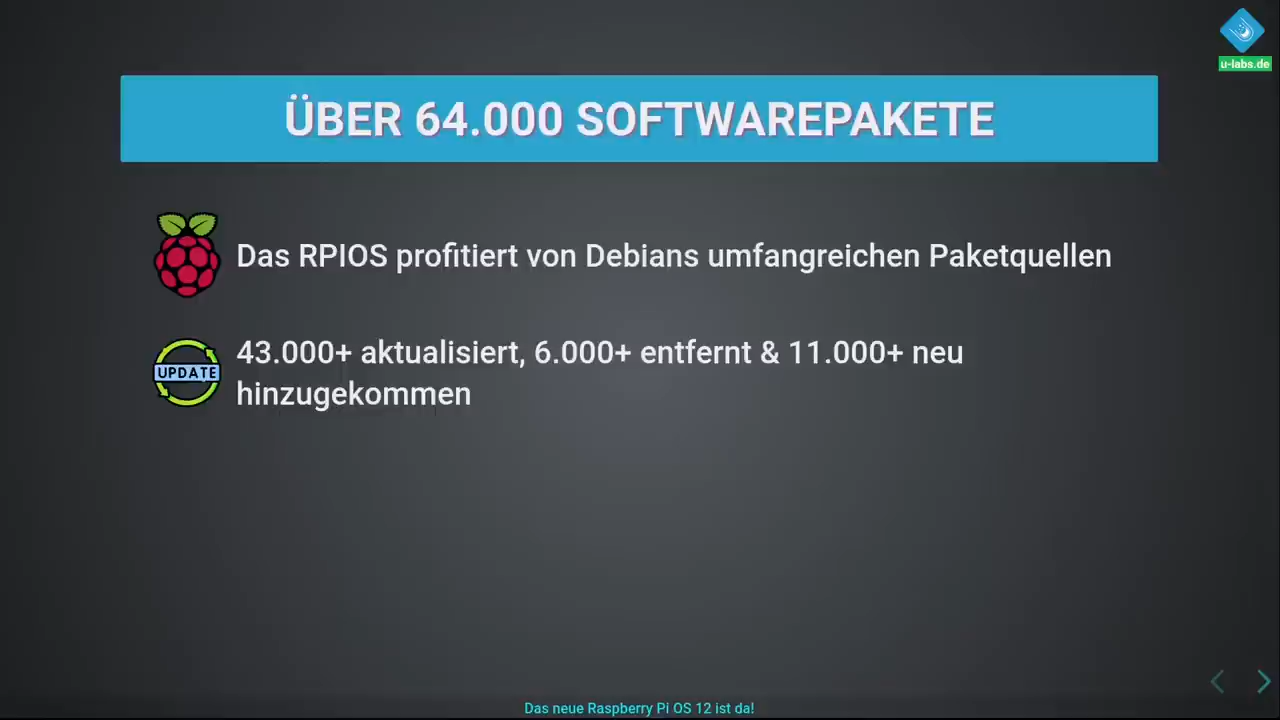 u-labs.de
ÜBER 64.000 SOFTWAREPAKETE
Das RPIOS profitiert von Debians umfangreichen Paketquellen
UPDATE
43.000+ aktualisiert, 6.000+ entfernt & 11.000+ neu
hinzugekommen
Das neue Raspberry Pi OS 12 ist da!